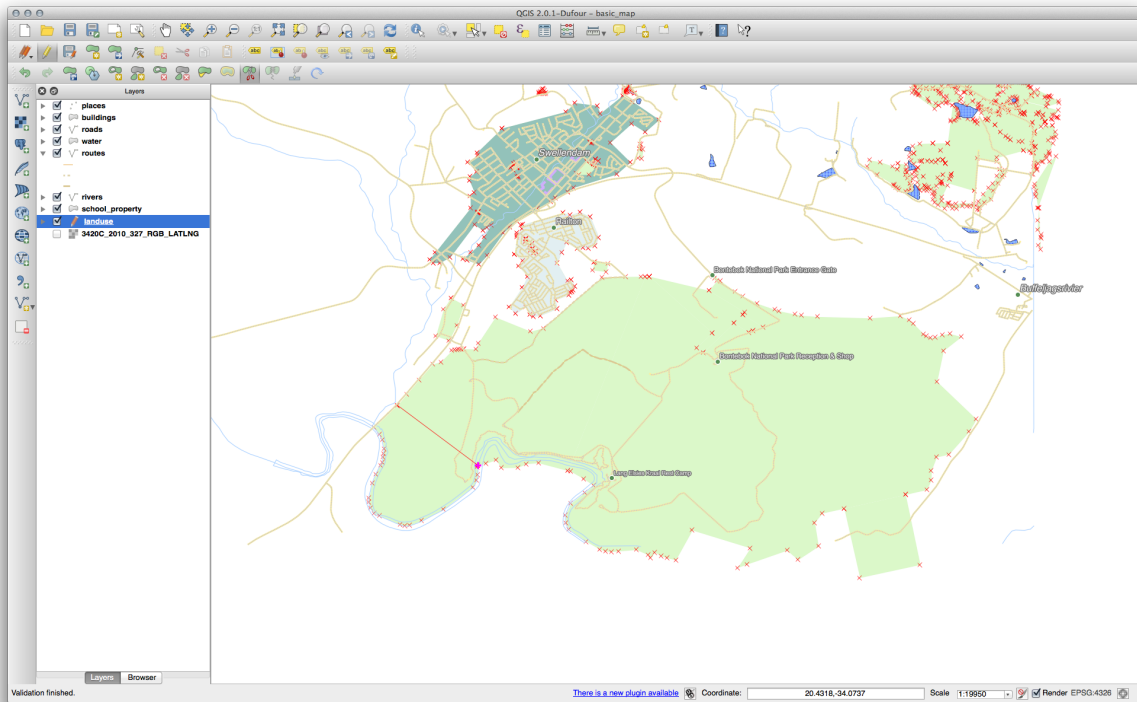 QGIS 2.0.1-Dufour - basic_map
Layers
places
buildings
roads
water
routes
rivers
school_property
landuse
3420C_2010_327_RGB_LATLNG
Swellendam
Railton
Bontebok National Park Entrance Gate
Buffeljagsrivier
Bontebok National Park Reception & Shop
Lang Elsies Kraal Rest Camp
Layers Browser
Validation finished. There is a new plugin available Coordinate: 20.4318,-34.0737 Scale 1:19950 Render EPSG:4326